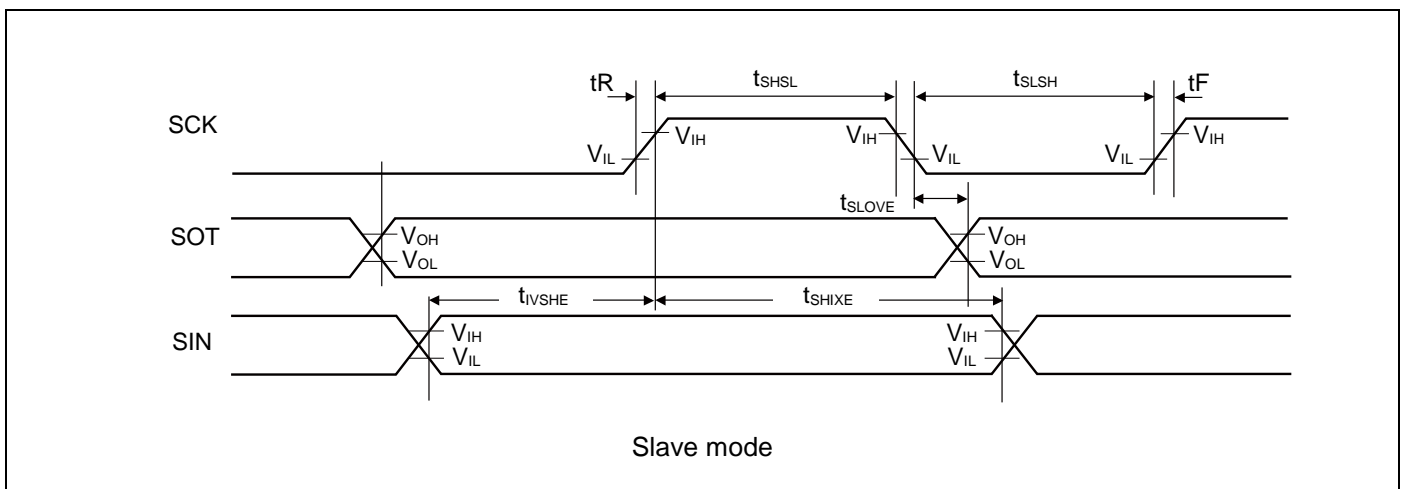 tR tSHSL tSLSH tF
SCK VIH VIH VIH
VIL VIL VIL
tSLOVE
SOT VOH VOH
VOL VOL
tIVSHE tSHIXE
SIN VIH VIH
VIL VIL
Slave mode